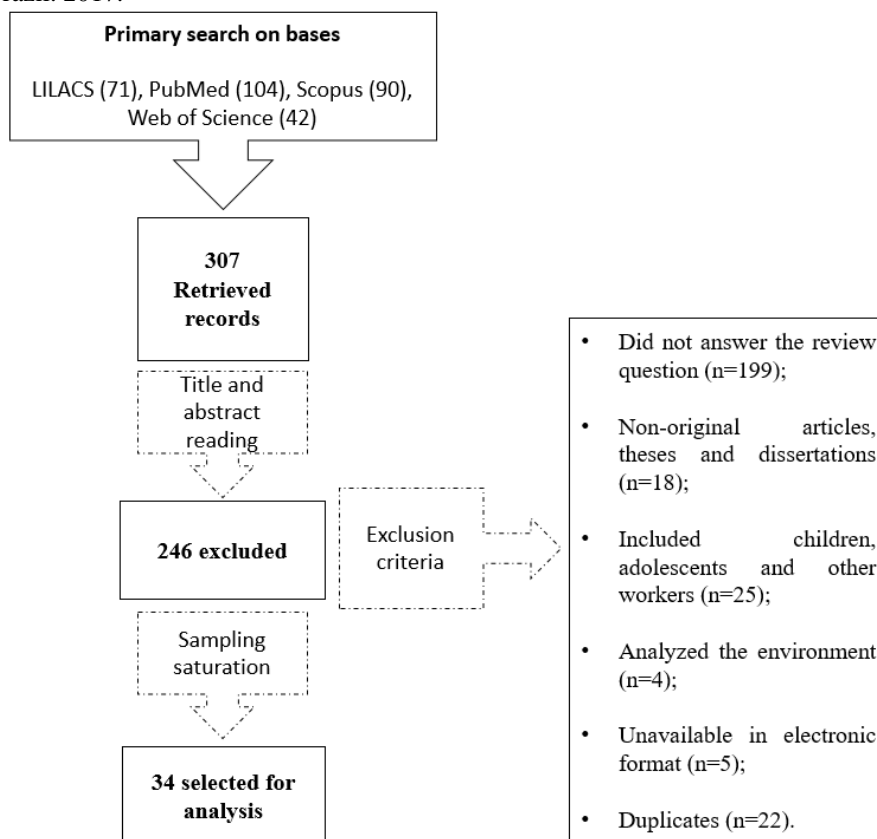 Primary search on bases
LILACS (71), PubMed (104), Scopus (90),
Web of Science (42)
307
Retrieved
records
Title and
abstract
reading
246 excluded
Exclusion
criteria
Sampling
saturation
34 selected for
analysis
• Did not answer the review
question (n=199);
• Non-original articles,
theses and dissertations
(n=18);
• Included children,
adolescents and other
workers (n=25);
• Analyzed the environment
(n=4);
• Unavailable in electronic
format (n=5);
• Duplicates (n=22).